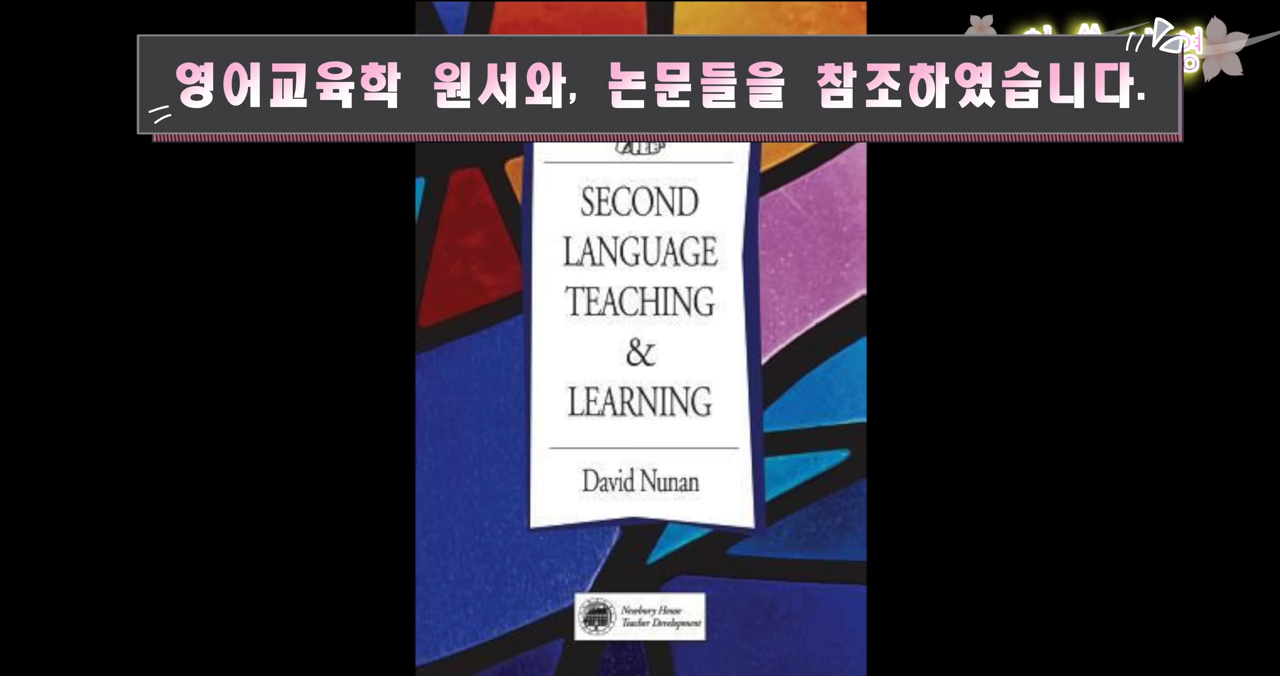 영어교육학 원서와, 논문들을 참조하였습니다.
SECOND
LANGUAGE
TEACHING
&
LEARNING
David Nunan
Newbury House
Teacher Development